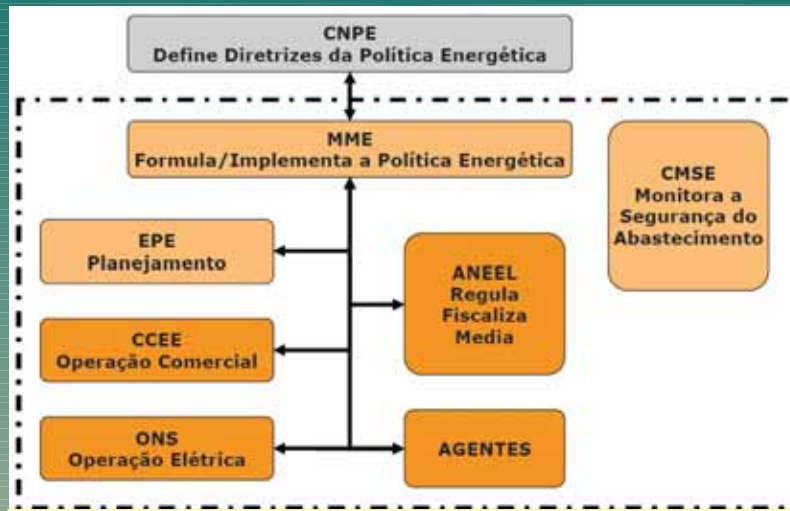 CNPE
Define Diretrizes da Política Energética
MME
Formula/Implementa a Política Energética
CMSE
Monitora a
Segurança do
Abastecimento
EPE
Planejamento
ANEEL
Regula
Fiscaliza
Media
CCEE
Operação Comercial
ONS
Operação Elétrica
AGENTES